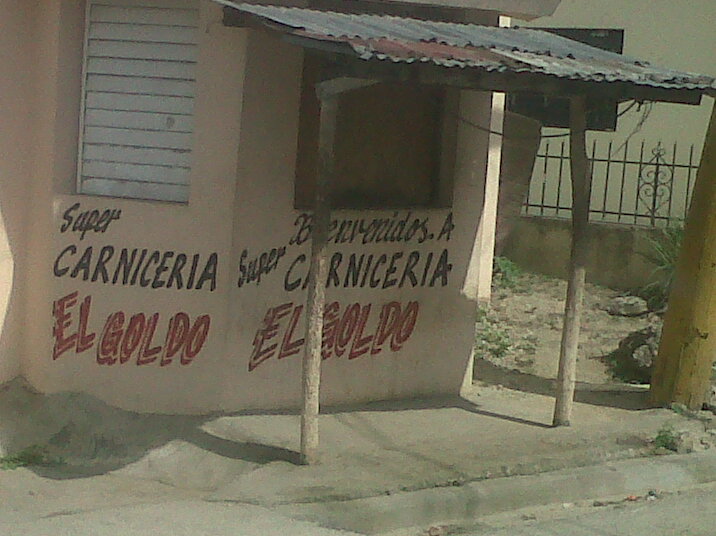 Super
CARNICERIA
EL GOLDO
Bienvenidos. A
Super CARNICERIA
EL GOLDO